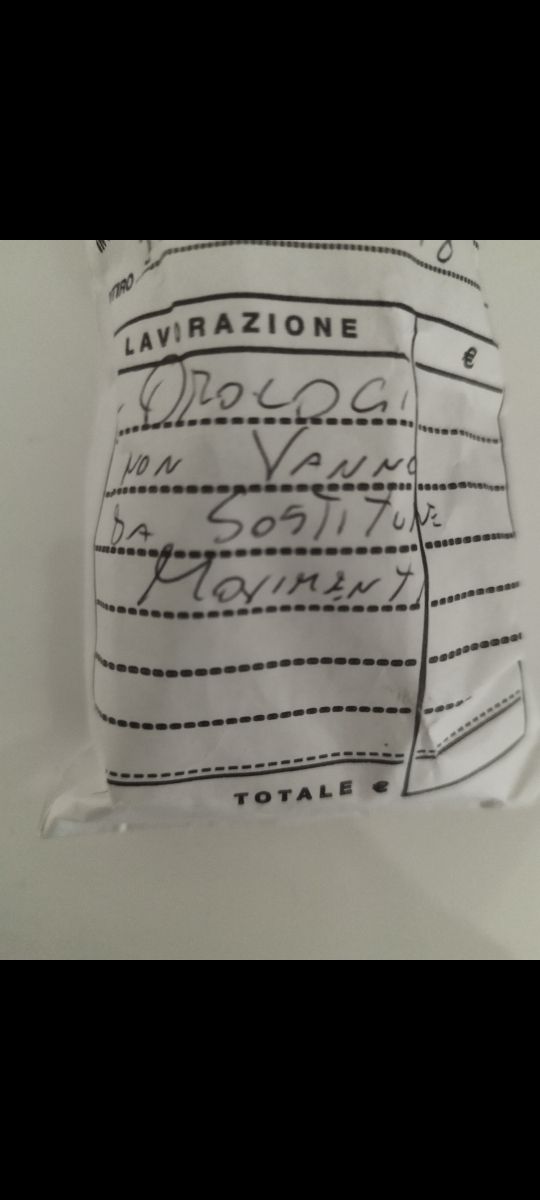 LAVORAZIONE €
OROLOGI
NON VANNO
DA SOSTITUIRE
MOVIMENTI
TOTALE €